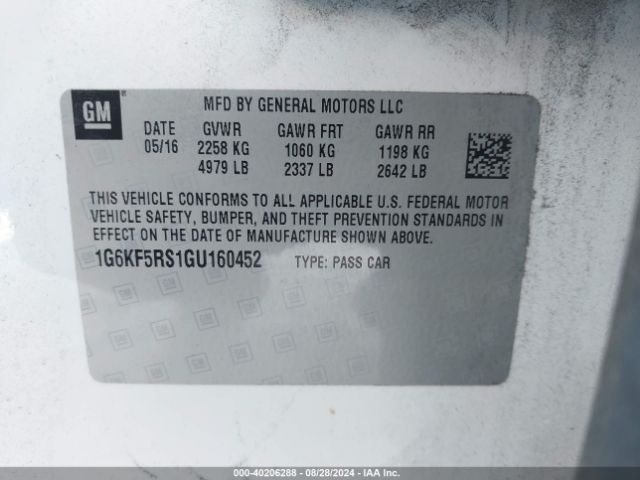 GM
MFD BY GENERAL MOTORS LLC
DATE GVWR GAWR FRT GAWR RR
05/16 2258 KG 1060 KG 1198 KG
4979 LB 2337 LB 2642 LB
THIS VEHICLE CONFORMS TO ALL APPLICABLE U.S. FEDERAL MOTOR
VEHICLE SAFETY, BUMPER, AND THEFT PREVENTION STANDARDS IN
EFFECT ON THE DATE OF MANUFACTURE SHOWN ABOVE.
1G6KF5RS1GU160452 TYPE: PASS CAR
000-40206288 - 08/28/2024 - IAA Inc.